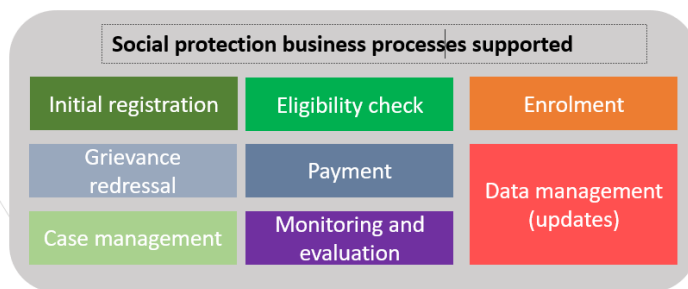 Social protection business processes supported
Initial registration
Eligibility check
Enrolment
Grievance
redressal
Payment
Data management
(updates)
Case management
Monitoring and
evaluation